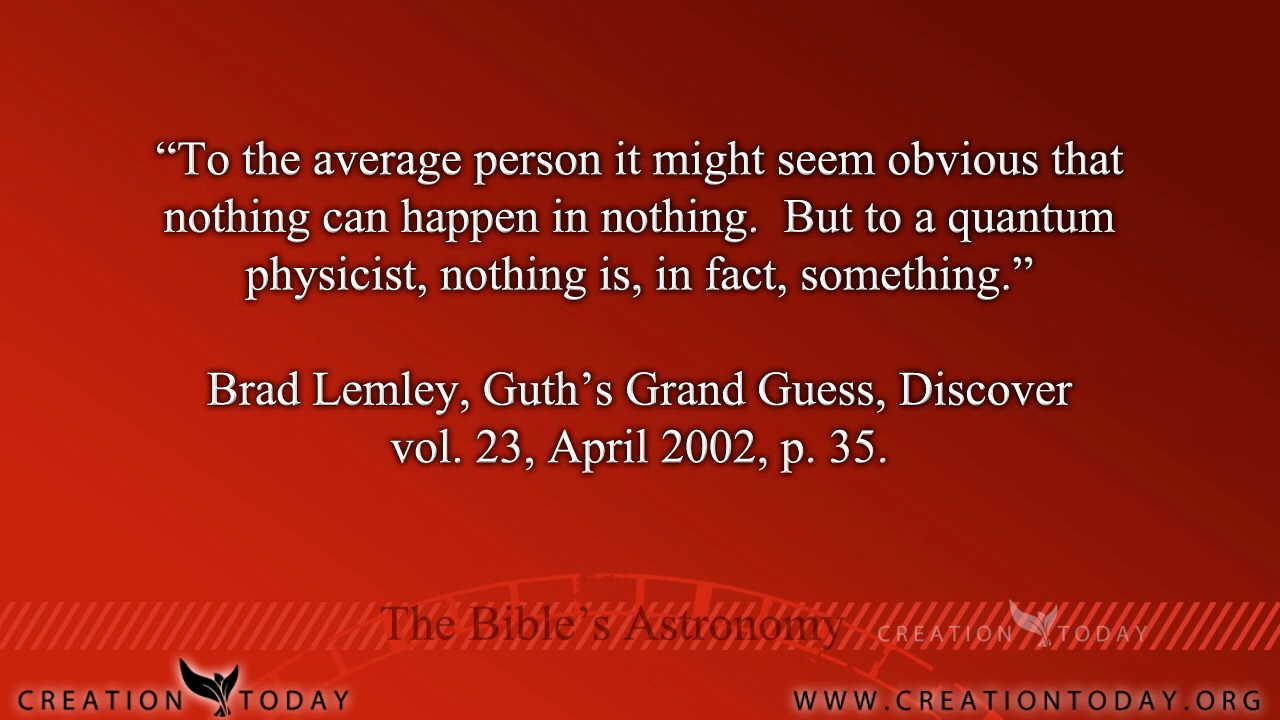 “To the average person it might seem obvious that
nothing can happen in nothing.  But to a quantum
physicist, nothing is, in fact, something.”
Brad Lemley, Guth’s Grand Guess, Discover
vol. 23, April 2002, p. 35.
The Bible’s Astronomy
CREATION TODAY
CREATION TODAY
WWW.CREATIONTODAY.ORG